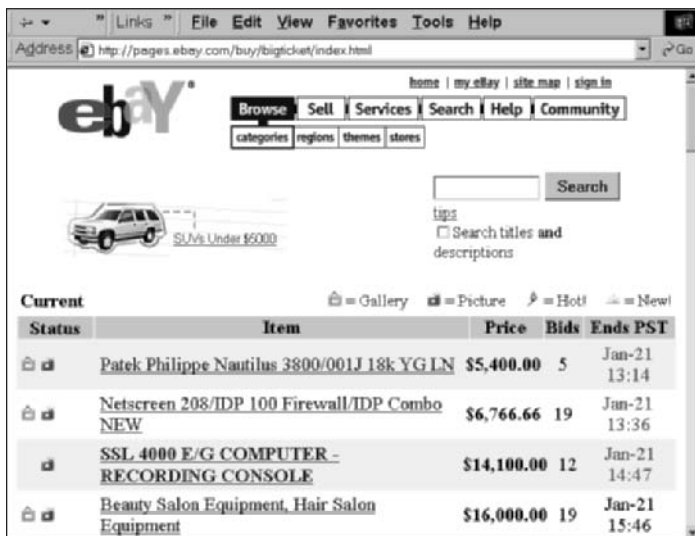 " Links " File Edit View Favorites Tools Help
Address http://pages.ebay.com/buy/bigticket/index.html Go
home | my eBay | site map | sign in
ebY
Browse Sell Services Search Help Community
categories regions themes stores
Search
tips
Search titles and
descriptions
SUVs Under $5000
Current = Gallery = Picture = Hot! = New!
Status Item Price Bids Ends PST
Patek Philippe Nautilus 3800/001J 18k YG LN $5,400.00 5 Jan-21
13:14
Netscreen 208/IDP 100 Firewall/IDP Combo
NEW $6,766.66 19 Jan-21
13:36
SSL 4000 E/G COMPUTER -
RECORDING CONSOLE $14,100.00 12 Jan-21
14:47
Beauty Salon Equipment, Hair Salon
Equipment $16,000.00 19 Jan-21
15:46